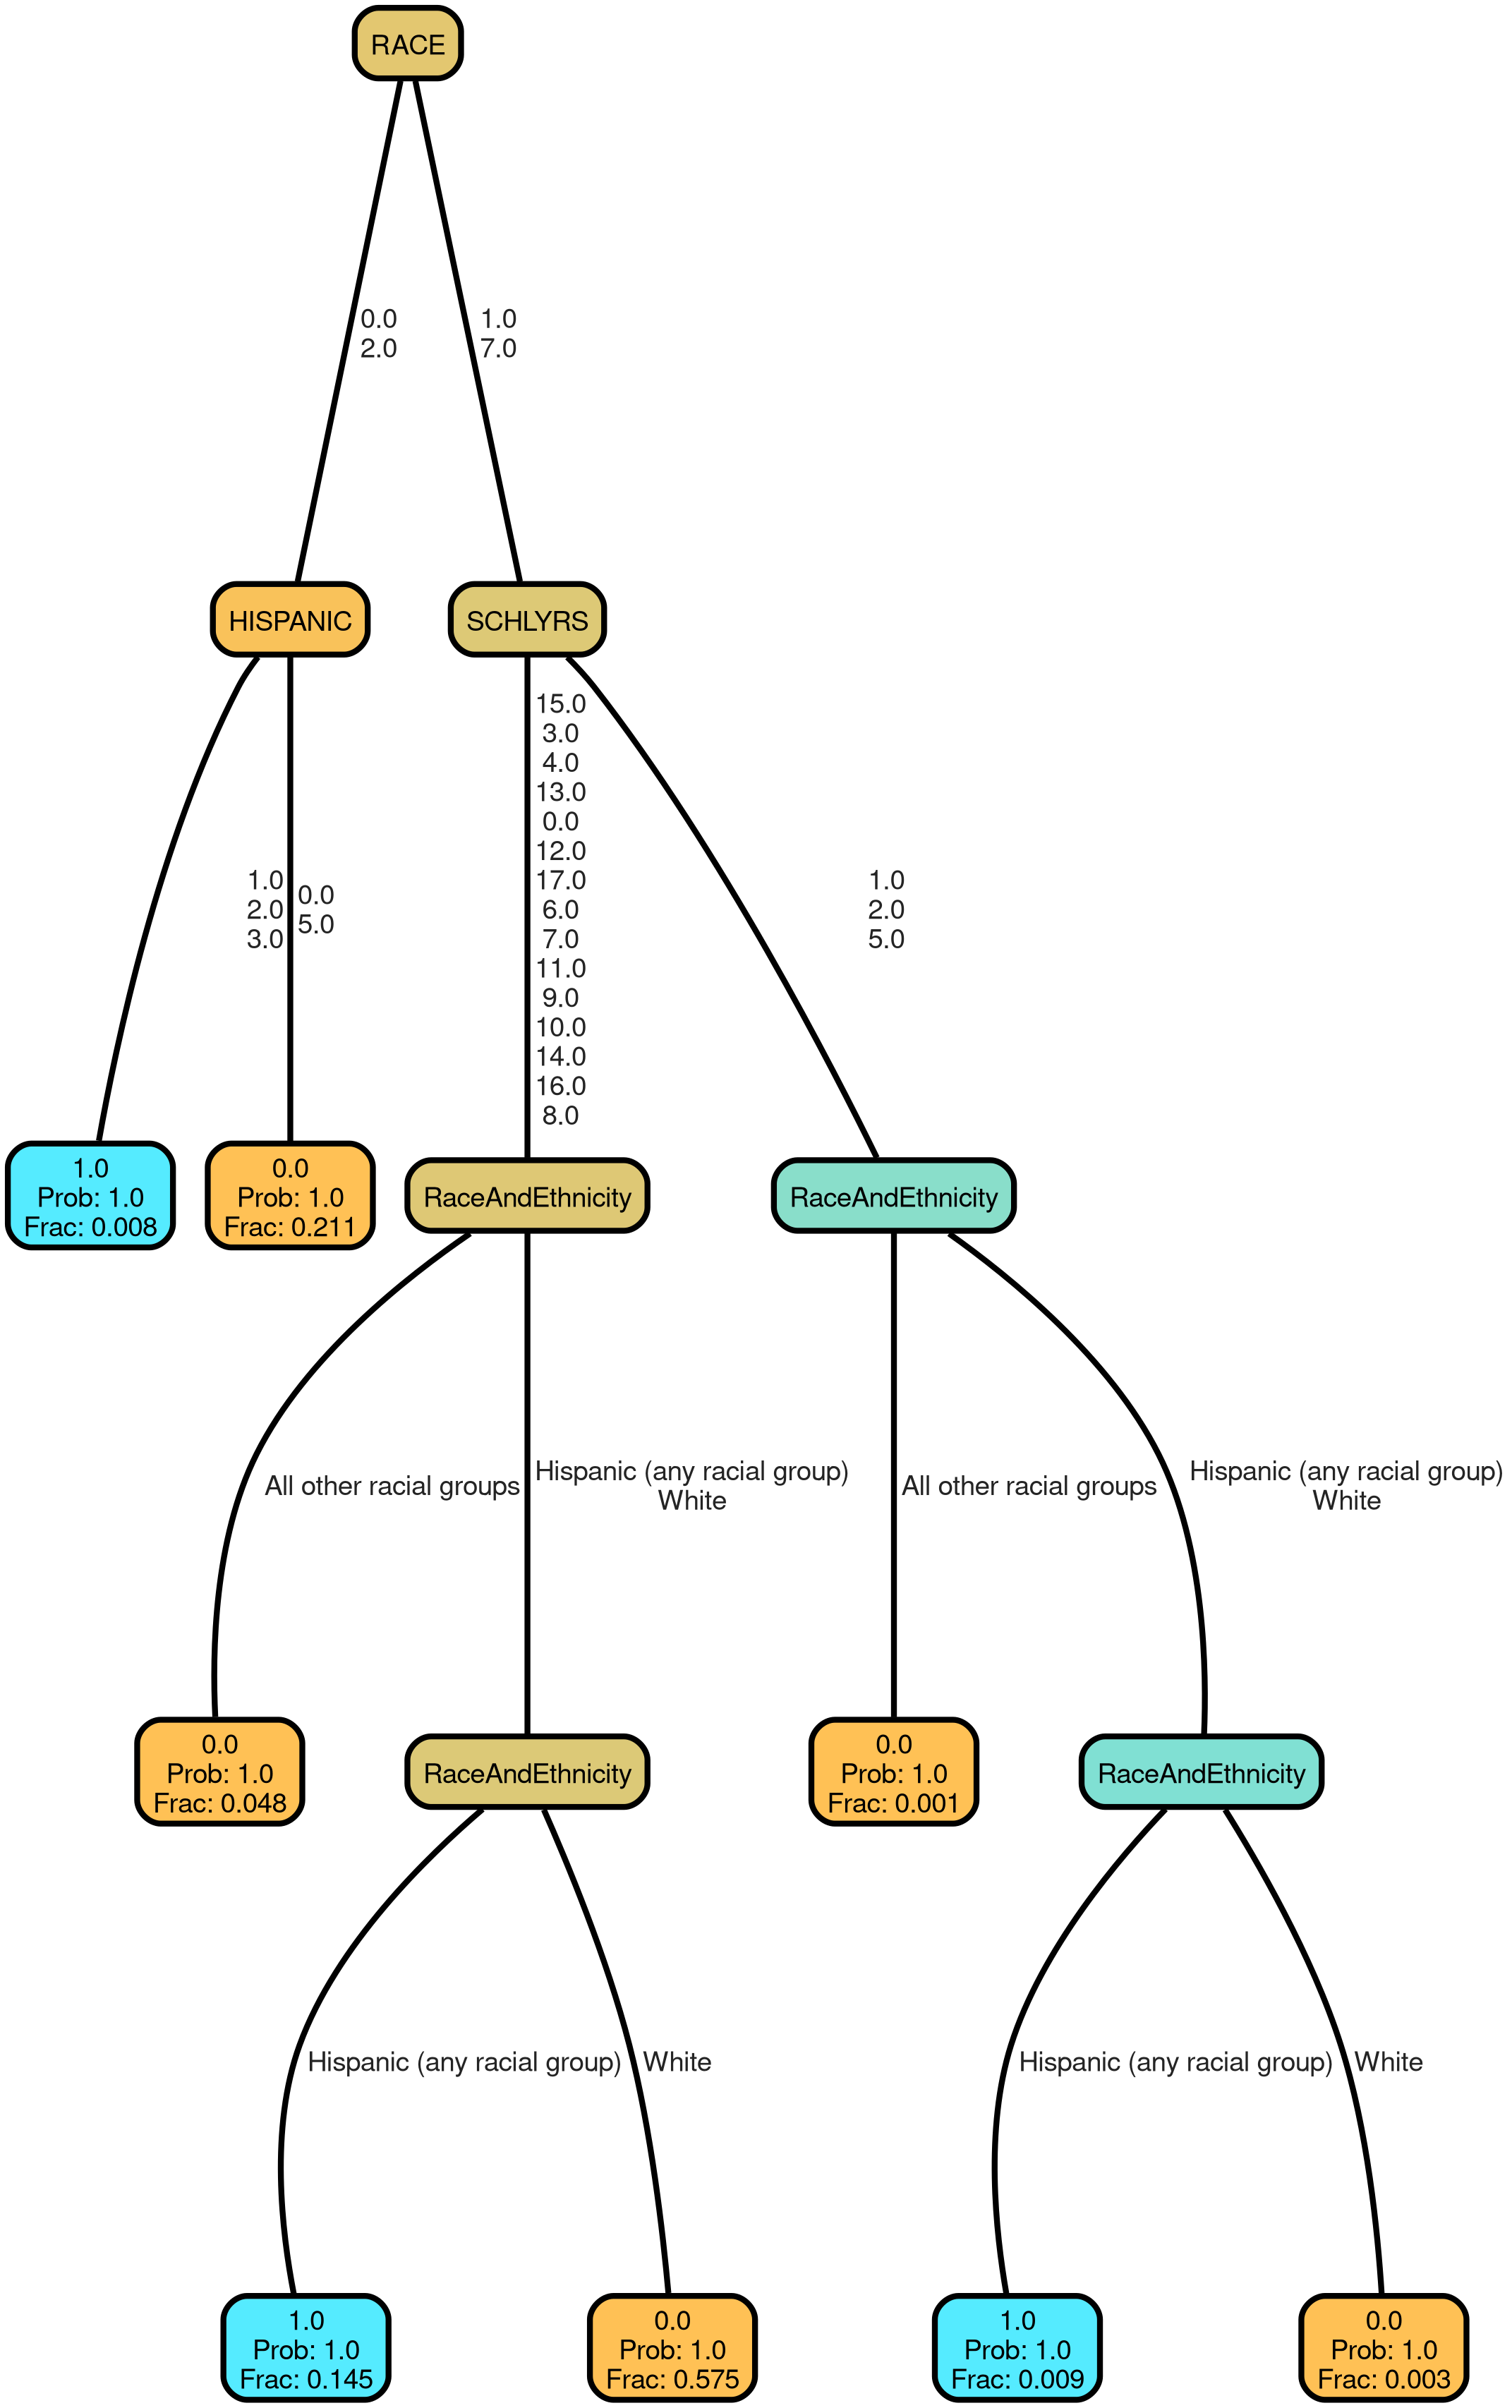 RACE
0.0
2.0
1.0
7.0
HISPANIC
SCHLYRS
1.0
2.0
3.0
0.0
5.0
15.0
3.0
4.0
13.0
0.0
12.0
17.0
6.0
7.0
11.0
9.0
10.0
14.0
16.0
8.0
1.0
2.0
5.0
1.0
Prob: 1.0
Frac: 0.008
0.0
Prob: 1.0
Frac: 0.211
RaceAndEthnicity
RaceAndEthnicity
All other racial groups
Hispanic (any racial group)
White
All other racial groups
Hispanic (any racial group)
White
0.0
Prob: 1.0
Frac: 0.048
RaceAndEthnicity
0.0
Prob: 1.0
Frac: 0.001
RaceAndEthnicity
Hispanic (any racial group)
White
Hispanic (any racial group)
White
1.0
Prob: 1.0
Frac: 0.145
0.0
Prob: 1.0
Frac: 0.575
1.0
Prob: 1.0
Frac: 0.009
0.0
Prob: 1.0
Frac: 0.003